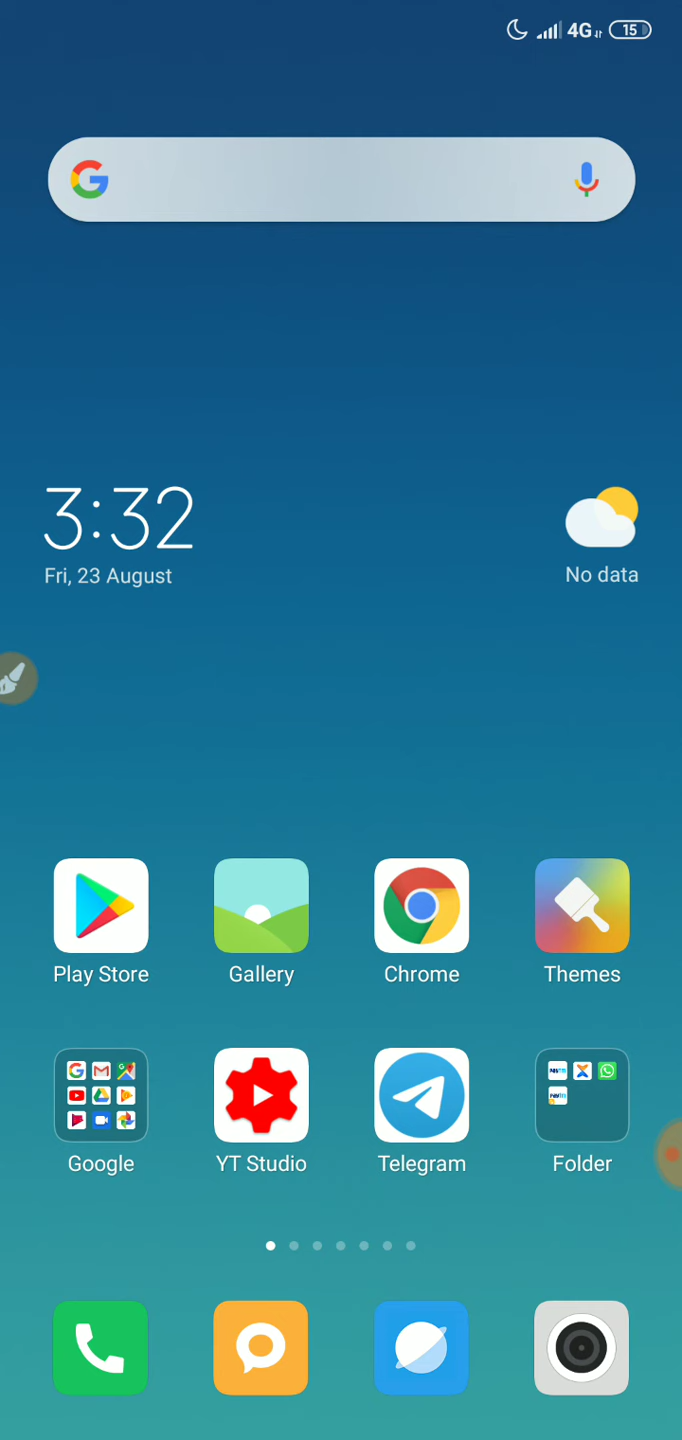 4G
15
3:32
Fri, 23 August
No data
Play Store
Gallery
Chrome
Themes
Google
YT Studio
Telegram
Folder